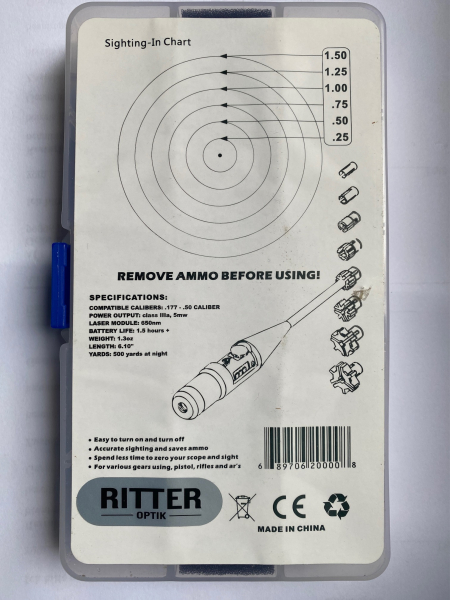 Sighting-In Chart
1.50
1.25
1.00
.75
.50
.25
REMOVE AMMO BEFORE USING!
SPECIFICATIONS:
COMPATIBLE CALIBERS: .177 - .50 CALIBER
POWER OUTPUT: class IIIa, 5mw
LASER MODULE: 650nm
BATTERY LIFE: 1.5 hours +
WEIGHT: 1.3oz
LENGTH: 6.10"
YARDS: 500 yards at night
• Easy to turn on and turn off
• Accurate sighting and saves ammo
• Spend less time to zero your scope and sight
• For various gears using, pistol, rifles and ar's
6 89706 20000 8
RITTER
OPTIK
CE
MADE IN CHINA